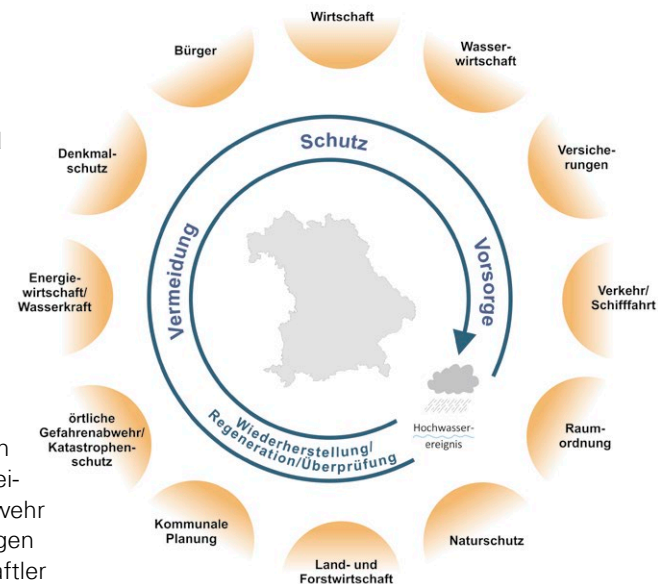 Wirtschaft
Wasser-
wirtschaft
Versiche-
rungen
Verkehr/
Schifffahrt
Raum-
ordnung
Naturschutz
Land- und
Forstwirtschaft
Kommunale
Planung
örtliche
Gefahrenabwehr/
Katastrophen-
schutz
Energie-
wirtschaft/
Wasserkraft
Denkmal-
schutz
Bürger
Vermeidung
Schutz
Vorsorge
Hochwasser-
ereignis
Wiederherstellung/
Regeneration/Überprüfung